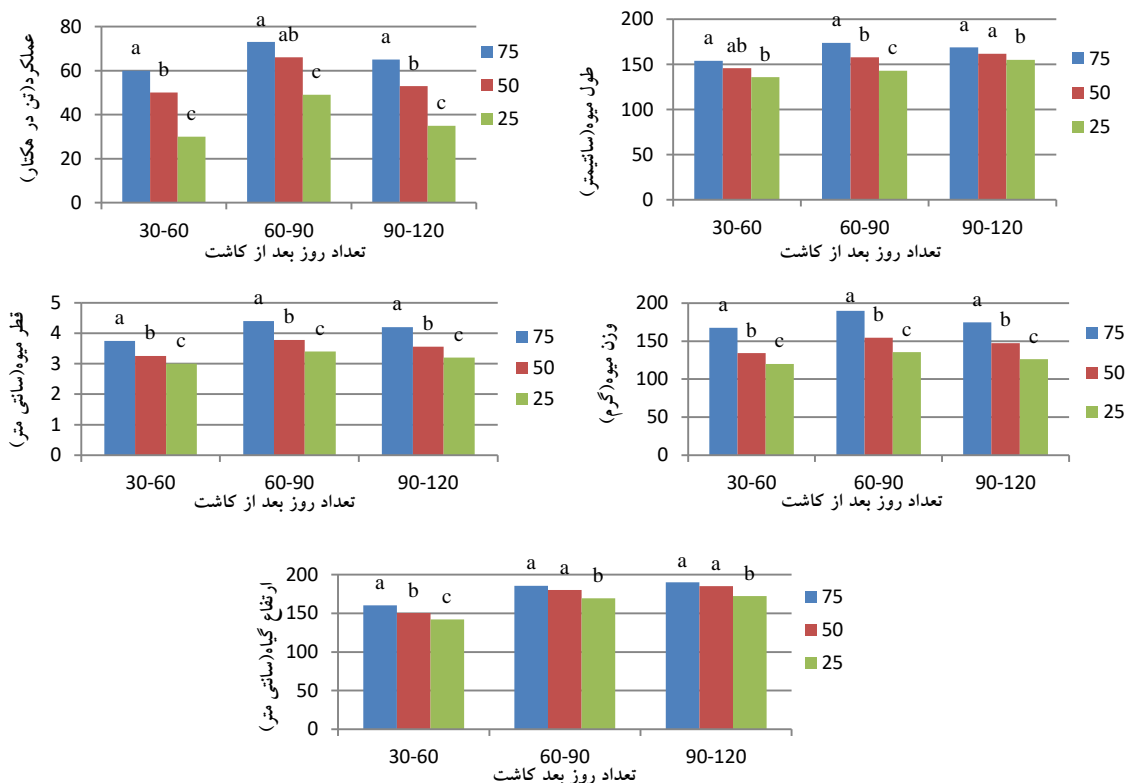 عملکرد(تن در هکتار)
80
60
40
20
0
a
b
c
a
ab
c
a
b
c
30-60
60-90
90-120
تعداد روز بعد از کاشت
75
50
25
طول میوه(سانتیمتر)
200
150
100
50
0
a
ab
b
a
b
c
a
a
b
30-60
60-90
90-120
تعداد روز بعد از کاشت
75
50
25
قطر میوه(سانتی متر)
5
4
3
2
1
0
a
b
c
a
b
c
a
b
c
30-60
60-90
90-120
تعداد روز بعد از کاشت
75
50
25
وزن میوه(گرم)
200
150
100
50
0
a
b
c
a
b
c
a
b
c
30-60
60-90
90-120
تعداد روز بعد از کاشت
75
50
25
ارتفاع گیاه(سانتی متر)
200
150
100
50
0
a
b
c
a
a
b
a
a
b
30-60
60-90
90-120
تعداد روز بعد کاشت
75
50
25